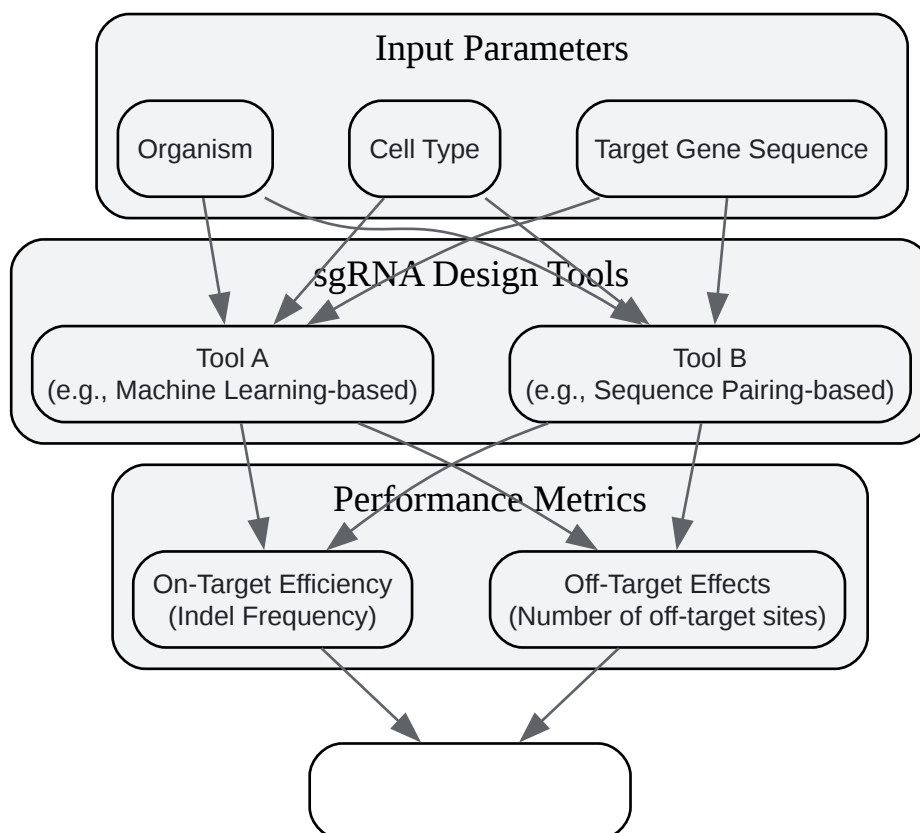 Input Parameters
Organism
Cell Type
Target Gene Sequence
sgRNA Design Tools
Tool A
(e.g., Machine Learning-based)
Tool B
(e.g., Sequence Pairing-based)
Performance Metrics
On-Target Efficiency
(Indel Frequency)
Off-Target Effects
(Number of off-target sites)